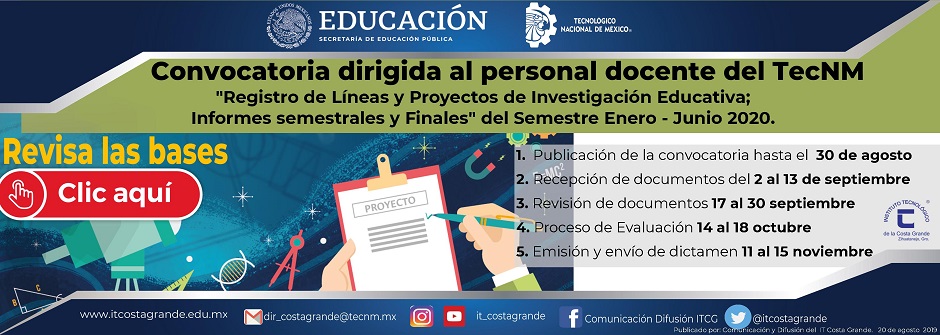 EDUCACIÓN
SECRETARÍA DE EDUCACIÓN PÚBLICA
TECNOLÓGICO
NACIONAL DE MÉXICO
Convocatoria dirigida al personal docente del TecNM
"Registro de Líneas y Proyectos de Investigación Educativa;
Informes semestrales y Finales" del Semestre Enero - Junio 2020.
Revisa las bases
Clic aquí
PROYECTO
1. Publicación de la convocatoria hasta el 30 de agosto
2. Recepción de documentos del 2 al 13 de septiembre
3. Revisión de documentos 17 al 30 septiembre
4. Proceso de Evaluación 14 al 18 octubre
5. Emisión y envío de dictamen 11 al 15 noviembre
INSTITUTO TECNOLÓGICO
de la Costa Grande
Zihuatanejo, Gro.
www.itcostagrande.edu.mx
dir_costagrande@tecnm.mx
it_costagrande
Comunicación Difusión ITCG
@itcostagrande
Publicado por: Comunicación y Difusión del IT Costa Grande. 20 de agosto 2019